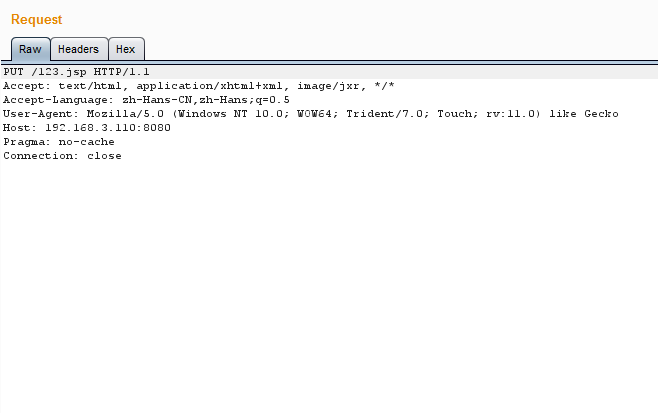 Request
Raw Headers Hex
PUT /123.jsp HTTP/1.1
Accept: text/html, application/xhtml+xml, image/jxr, */*
Accept-Language: zh-Hans-CN,zh-Hans;q=0.5
User-Agent: Mozilla/5.0 (Windows NT 10.0; WOW64; Trident/7.0; Touch; rv:11.0) like Gecko
Host: 192.168.3.110:8080
Pragma: no-cache
Connection: close